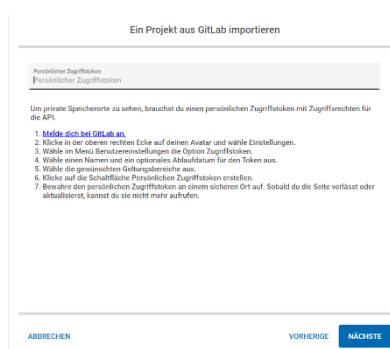 Ein Projekt aus GitLab importieren
Persönlicher Zugriffstoken
Persönlicher Zugriffstoken
Um private Speicherorte zu sehen, brauchst du einen persönlichen Zugriffstoken mit Zugriffsrechten für
die API.
1. Melde dich bei GitLab an.
2. Klicke in der oberen rechten Ecke auf deinen Avatar und wähle Einstellungen.
3. Wähle im Menü Benutzereinstellungen die Option Zugriffstoken.
4. Wähle einen Namen und ein optionales Ablaufdatum für den Token aus.
5. Wähle die gewünschten Geltungsbereiche aus.
6. Klicke auf die Schaltfläche Persönlichen Zugriffstoken erstellen.
7. Bewahre den persönlichen Zugriffstoken an einem sicheren Ort auf. Sobald du die Seite verlässt oder
aktualisierst, kannst du sie nicht mehr aufrufen.
ABBRECHEN VORHERIGE NÄCHSTE